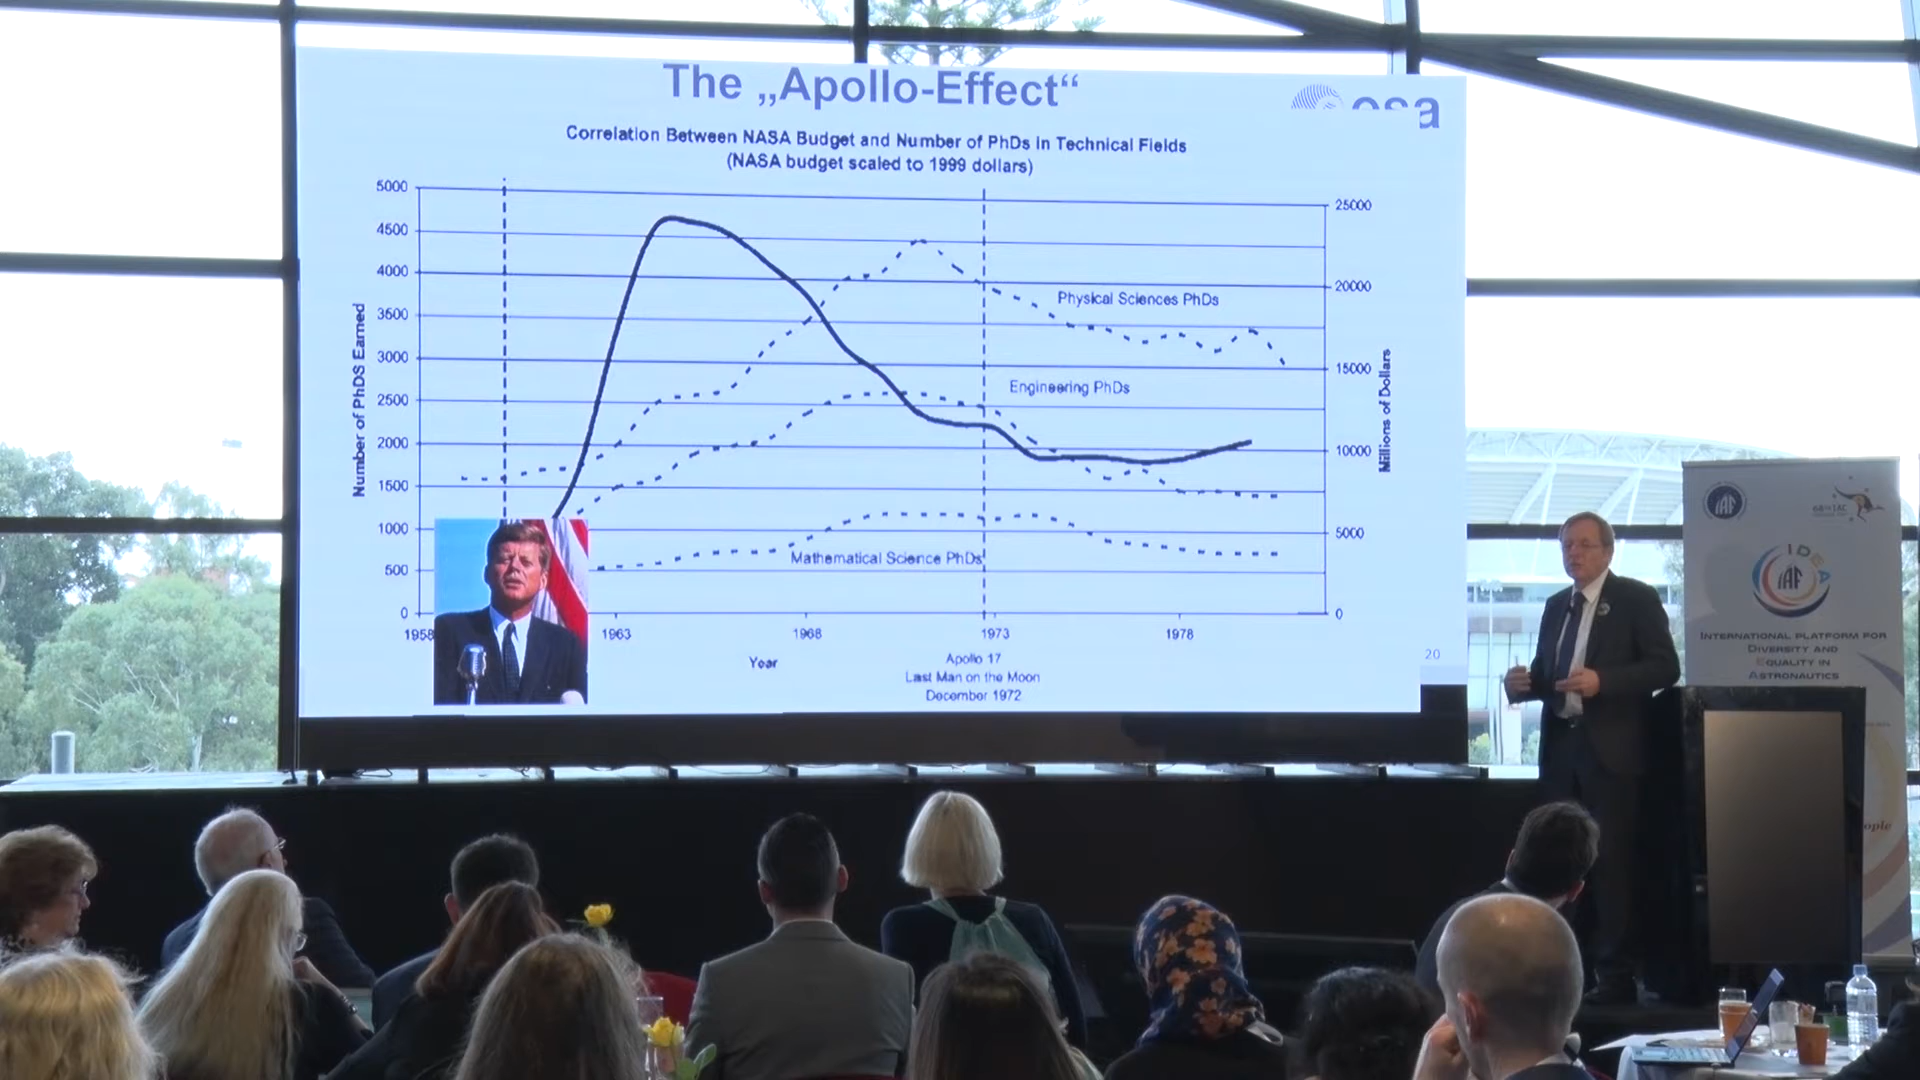 The „Apollo-Effect“
esa
Correlation Between NASA Budget and Number of PhDs in Technical Fields
(NASA budget scaled to 1999 dollars)
5000
4500
4000
3500
3000
2500
2000
1500
1000
500
0
Number of PhDS Earned
25000
20000
15000
10000
5000
0
Millions of Dollars
Physical Sciences PhDs
Engineering PhDs
Mathematical Science PhDs
1958
1963
1968
1973
1978
Year
Apollo 17
Last Man on the Moon
December 1972
20
IAF
68TH IAC
IDEA
IAF
INTERNATIONAL PLATFORM FOR
DIVERSITY AND
EQUALITY IN
ASTRONAUTICS